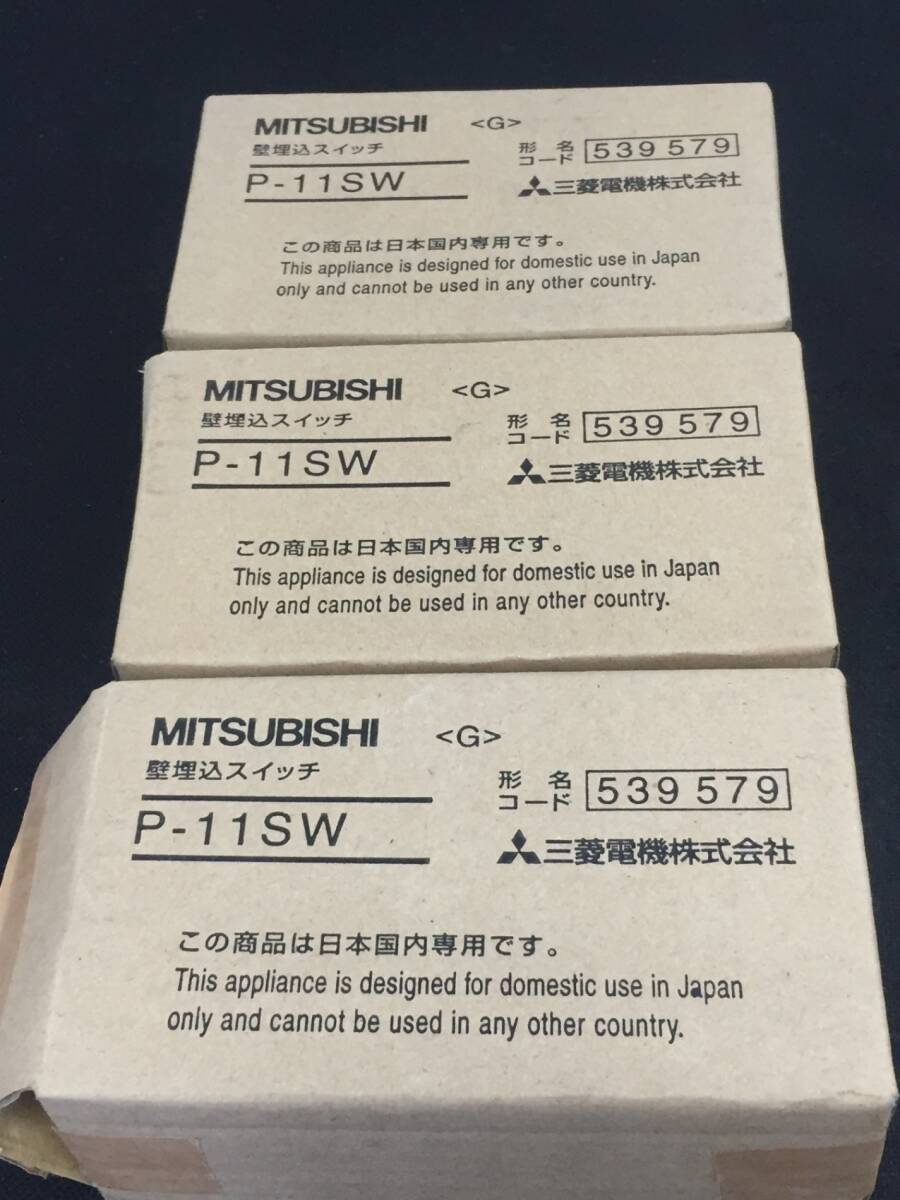 MITSUBISHI <G>
壁埋込スイッチ
P-11SW
形名コード 539 579
三菱電機株式会社
この商品は日本国内専用です。
This appliance is designed for domestic use in Japan
only and cannot be used in any other country.
MITSUBISHI <G>
壁埋込スイッチ
P-11SW
形名コード 539 579
三菱電機株式会社
この商品は日本国内専用です。
This appliance is designed for domestic use in Japan
only and cannot be used in any other country.
MITSUBISHI <G>
壁埋込スイッチ
P-11SW
形名コード 539 579
三菱電機株式会社
この商品は日本国内専用です。
This appliance is designed for domestic use in Japan
only and cannot be used in any other country.